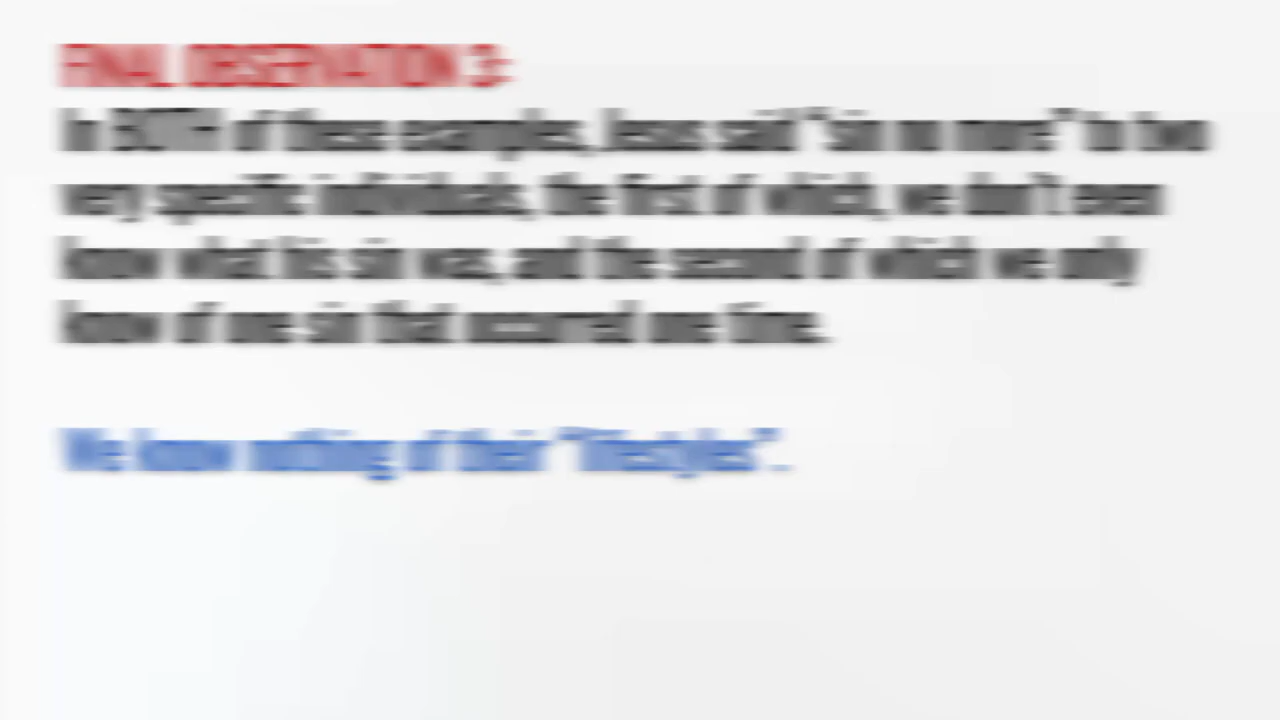 FINAL OBSERVATION 3:
In BOTH of these examples, Jesus said "sin no more" to two
very specific individuals, the first of which, we don't even
know what his sin was, and the second of which we only
know of one sin that occurred one time.
We know nothing of their "lifestyles".